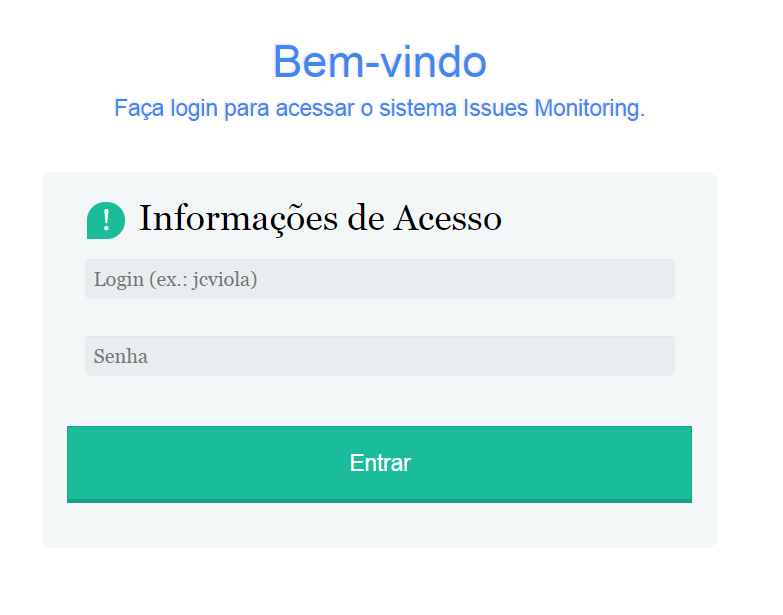 Bem-vindo
Faça login para acessar o sistema Issues Monitoring.
! Informações de Acesso
Login (ex.: jcviola)
Senha
Entrar